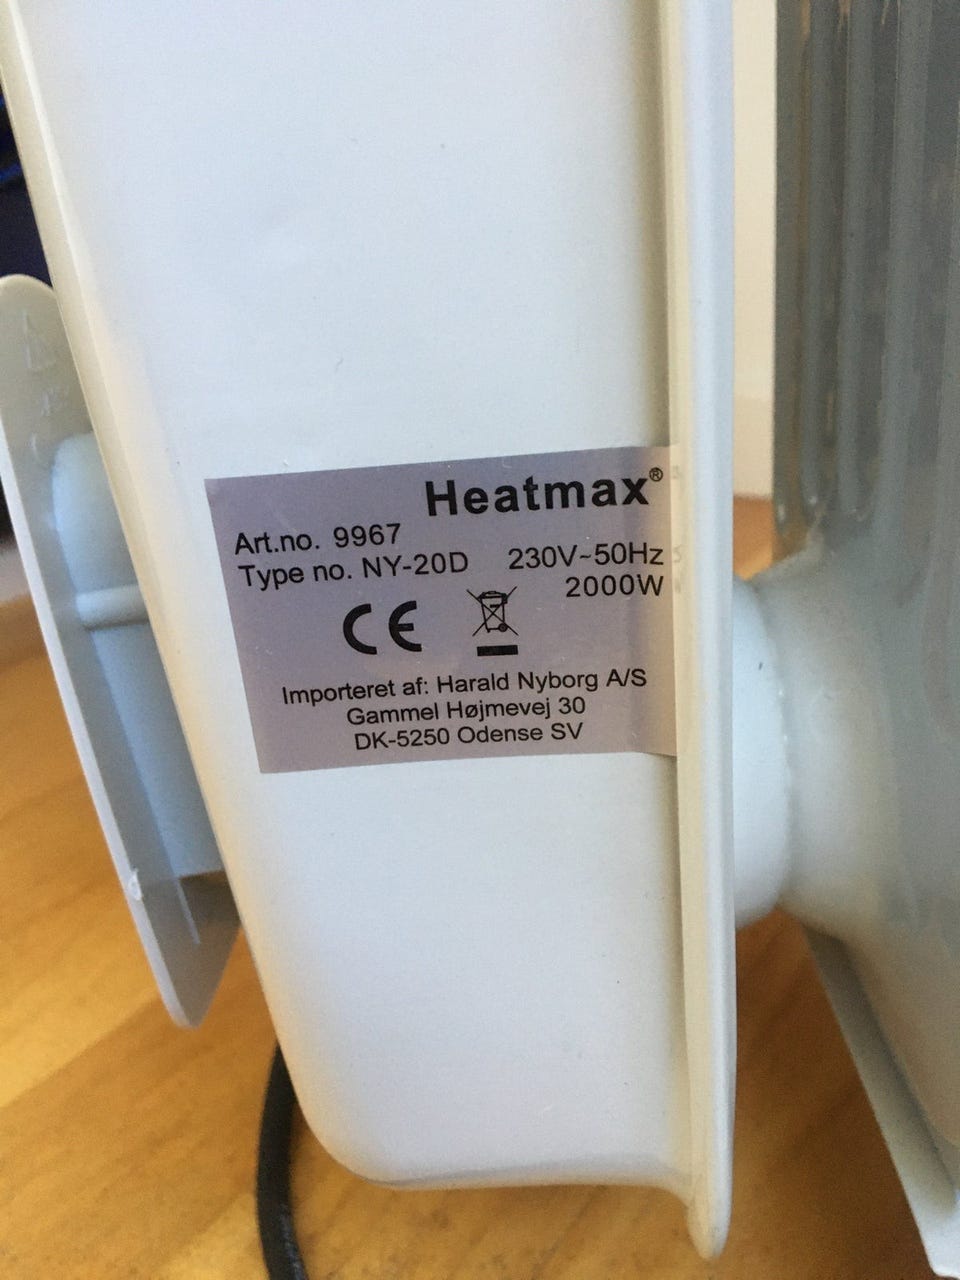 Heatmax®
Art.no. 9967
Type no. NY-20D 230V~50Hz
2000W
CE
Importeret af: Harald Nyborg A/S
Gammel Højmevej 30
DK-5250 Odense SV